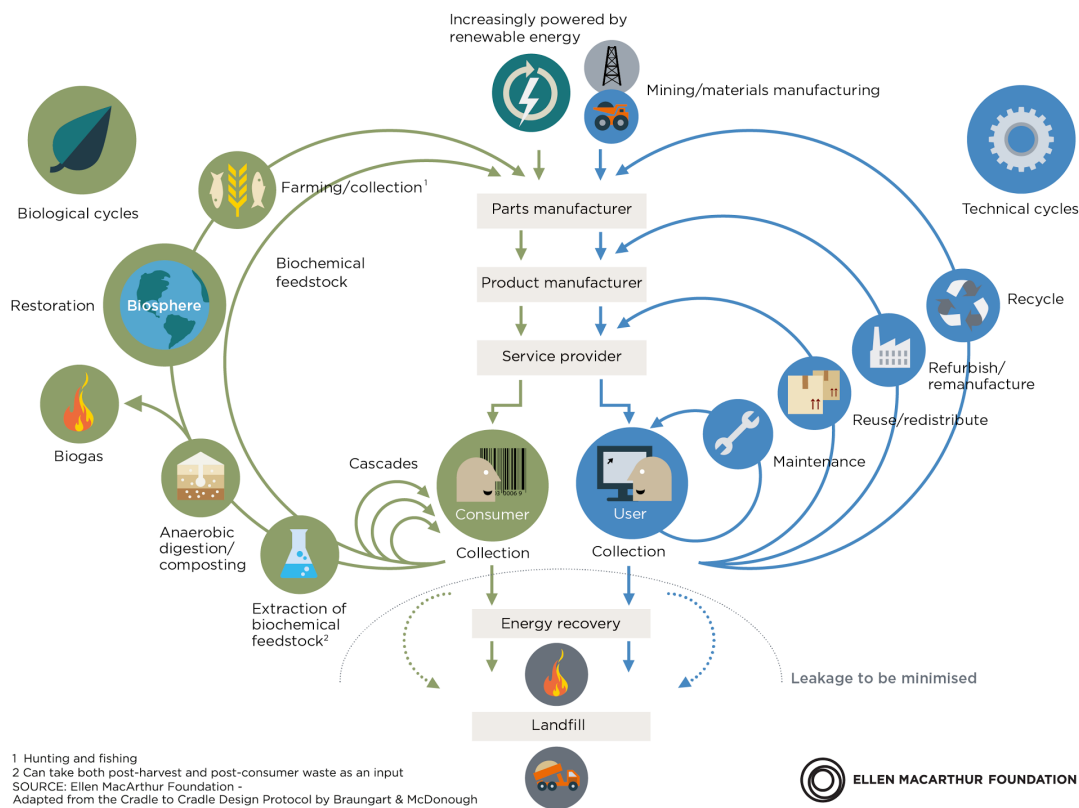 Increasingly powered by
renewable energy
Mining/materials manufacturing
Biological cycles
Technical cycles
Farming/collection¹
Parts manufacturer
Biochemical
feedstock
Product manufacturer
Restoration
Biosphere
Recycle
Service provider
Refurbish/
remanufacture
Reuse/redistribute
Biogas
Cascades
Maintenance
Consumer
User
Anaerobic
digestion/
composting
Collection
Collection
Extraction of
biochemical
feedstock²
Energy recovery
Leakage to be minimised
Landfill
1 Hunting and fishing
2 Can take both post-harvest and post-consumer waste as an input
SOURCE: Ellen MacArthur Foundation -
Adapted from the Cradle to Cradle Design Protocol by Braungart & McDonough
ELLEN MACARTHUR FOUNDATION